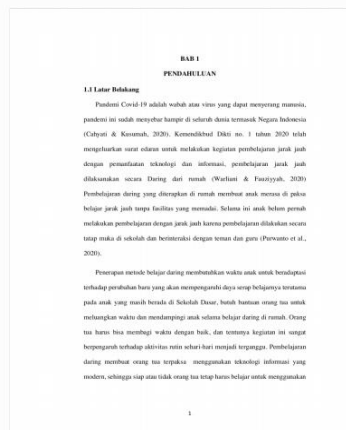 BAB 1
PENDAHULUAN
1.1 Latar Belakang
Pandemi Covid-19 adalah wabah atau virus yang dapat menyerang manusia,
pandemi ini sudah menyebar hampir di seluruh dunia termasuk Negara Indonesia
(Cahyati & Kusumah, 2020). Kemendikbud Dikti no. 1 tahun 2020 telah
mengeluarkan surat edaran untuk melakukan kegiatan pembelajaran jarak jauh
dengan pemanfaatan teknologi dan informasi, pembelajaran jarak jauh
dilaksanakan secara Daring dari rumah (Warliani & Fauziyyah, 2020)
Pembelajaran daring yang diterapkan di rumah membuat anak merasa di paksa
belajar jarak jauh tanpa fasilitas yang memadai. Selama ini anak belum pernah
melakukan pembelajaran dengan jarak jauh karena pembelajaran dilakukan secara
tatap muka di sekolah dan berinteraksi dengan teman dan guru (Purwanto et al.,
2020).
Penerapan metode belajar daring membutuhkan waktu anak untuk beradaptasi
terhadap perubahan baru yang akan mempengaruhi daya serap belajarnya terutama
pada anak yang masih berada di Sekolah Dasar, butuh bantuan orang tua untuk
meluangkan waktu dan mendampingi anak selama belajar daring di rumah. Orang
tua harus bisa membagi waktu dengan baik, dan tentunya kegiatan ini sangat
berpengaruh terhadap aktivitas rutin sehari-hari menjadi terganggu. Pembelajaran
daring membuat orang tua terpaksa menggunakan teknologi informasi yang
modern, sehingga siap atau tidak orang tua tetap harus belajar untuk menggunakan
1